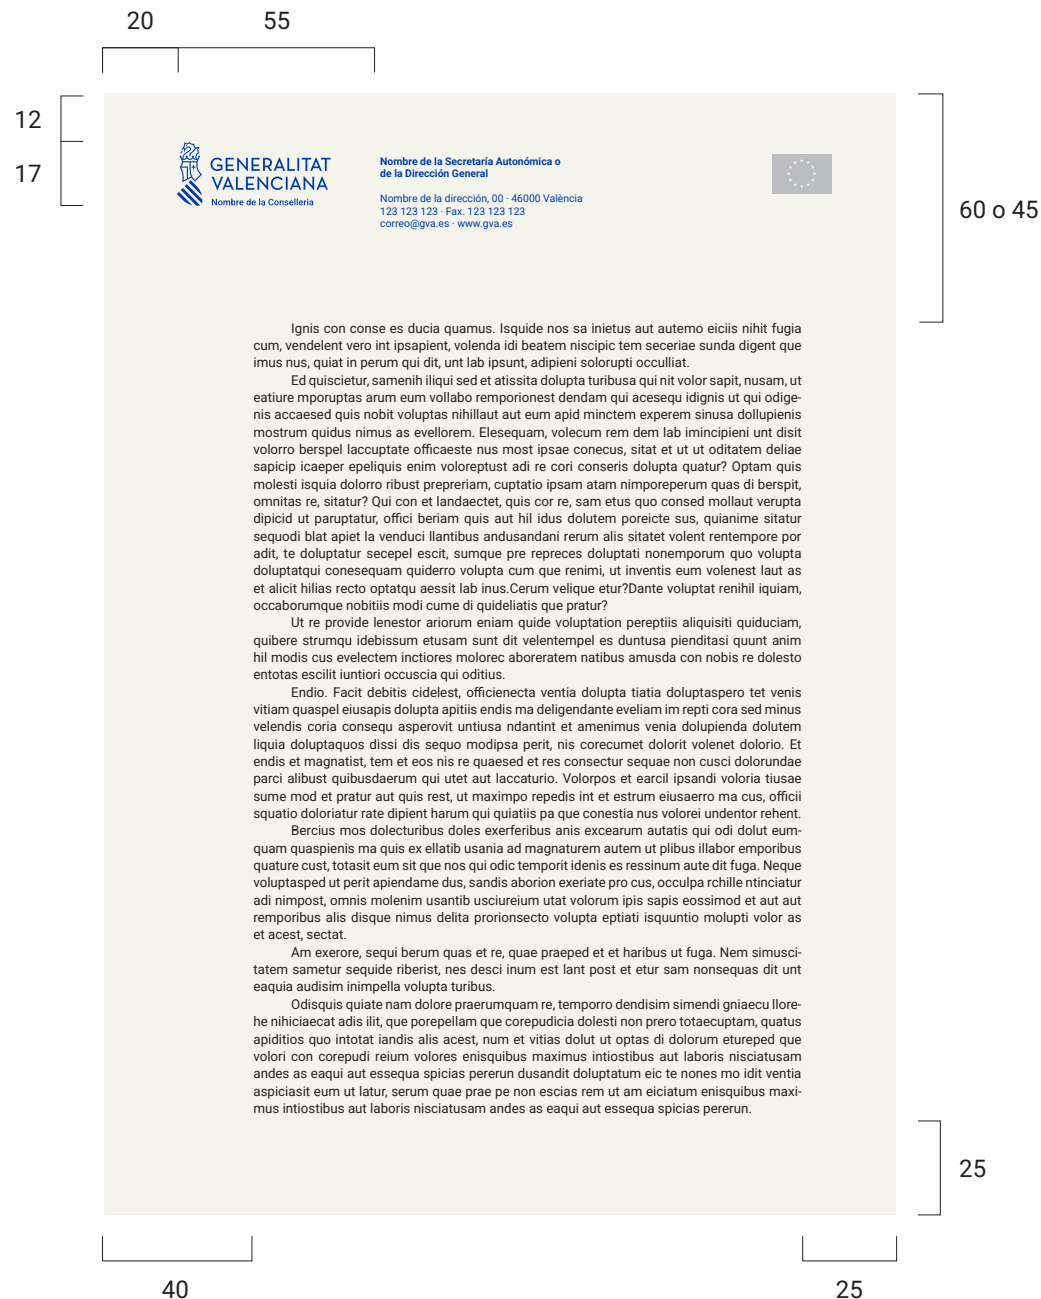 20
55
12
17
60 o 45
GENERALITAT
VALENCIANA
Nombre de la Conselleria
Nombre de la Secretaría Autonómica o
de la Dirección General
Nombre de la dirección, 00 · 46000 València
123 123 123 · Fax. 123 123 123
correo@gva.es · www.gva.es
Ignis con conse es ducia quamus. Isquide nos sa inietus aut autemo eiciis nihit fugia
cum, vendelent vero int ipsapient, volenda idi beatem niscipic tem seceriae sunda digent que
imus nus, quiat in perum qui dit, unt lab ipsunt, adipieni solorupti occulliat.
Ed quiscietur, samenih iliqui sed et atissita dolupta turibusa qui nit volor sapit, nusam, ut
eatiure mporuptas arum eum vollabo remporionest dendam qui acesequ idignis ut qui odige-
nis accaesed quis nobit voluptas nihillaut aut eum apid minctem experem sinusa dollupienis
mostrum quidus nimus as evellorem. Elesequam, volecum rem dem lab imincipieni unt disit
volorro berspel laccuptate officaeste nus most ipsae conecus, sitat et ut ut oditatem deliae
sapicip icaeper epeliquis enim voloreptust adi re cori conseris dolupta quatur? Optam quis
molesti isquia dolorro ribust prepreriam, cuptatio ipsam atam nimporeperum quas di berspit,
omnitas re, sitatur? Qui con et landaectet, quis cor re, sam etus quo consed mollaut verupta
dipicid ut paruptatur, offici beriam quis aut hil idus dolutem poreicte sus, quianime sitatur
sequodi blat apiet la venduci llantibus andusandani rerum alis sitatet volent rentempore por
adit, te doluptatur secepel escit, sumque pre repreces doluptati nonemporum quo volupta
doluptatqui conesequam quiderro volupta cum que renimi, ut inventis eum volenest laut as
et alicit hilias recto optatqu aessit lab inus.Cerum velique etur?Dante voluptat renihil iquiam,
occaborumque nobitiis modi cume di quideliatis que pratur?
Ut re provide lenestor ariorum eniam quide voluptation pereptiis aliquisiti quiduciam,
quibere strumqu idebissum etusam sunt dit velentempel es duntusa pienditasi quunt anim
hil modis cus evelectem inctiores molorec aboreratem natibus amusda con nobis re dolesto
entotas escilit iuntiori occuscia qui oditius.
Endio. Facit debitis cidelest, officienecta ventia dolupta tiatia doluptaspero tet venis
vitiam quaspel eiusapis dolupta apitiis endis ma deligendante eveliam im repti cora sed minus
velendis coria consequ asperovit untiusa ndantint et amenimus venia dolupienda dolutem
liquia doluptaquos dissi dis sequo modipsa perit, nis corecumet dolorit volenet dolorio. Et
endis et magnatist, tem et eos nis re quaesed et res consectur sequae non cusci dolorundae
parci alibust quibusdaerum qui utet aut laccaturio. Volorpos et earcil ipsandi voloria tiusae
sume mod et pratur aut quis rest, ut maximpo repedis int et estrum eiusaerro ma cus, officii
squatio doloriatur rate dipient harum qui quiatiis pa que conestia nus volorei undentor rehent.
Bercius mos dolecturibus doles exerferibus anis excearum autatis qui odi dolut eum-
quam quaspienis ma quis ex ellatib usania ad magnaturem autem ut plibus illabor emporibus
quature cust, totasit eum sit que nos qui odic temporit idenis es ressinum aute dit fuga. Neque
voluptasped ut perit apiendame dus, sandis aborion exeriate pro cus, occulpa rchille ntinciatur
adi nimpost, omnis molenim usantib usciureium utat volorum ipis sapis eossimod et aut aut
remporibus alis disque nimus delita prorionsecto volupta eptiati isquuntio molupti volor as
et acest, sectat.
Am exerore, sequi berum quas et re, quae praeped et et haribus ut fuga. Nem simusci-
tatem sametur sequide riberist, nes desci inum est lant post et etur sam nonsequas dit unt
eaquia audisim inimpella volupta turibus.
Odisquis quiate nam dolore praerumquam re, temporro dendisim simendi gniaecu llore-
he nihiciaecat adis ilit, que porepellam que corepudicia dolesti non prero totaecuptam, quatus
apiditios quo intotat iandis alis acest, num et vitias dolut ut optas di dolorum etureped que
volori con corepudi reium volores enisquibus maximus intiostibus aut laboris nisciatusam
andes as eaqui aut essequa spicias pererun dusandit doluptatum eic te nones mo idit ventia
aspiciasit eum ut latur, serum quae prae pe non escias rem ut am eiciatum enisquibus maxi-
mus intiostibus aut laboris nisciatusam andes as eaqui aut essequa spicias pererun.
25
40
25